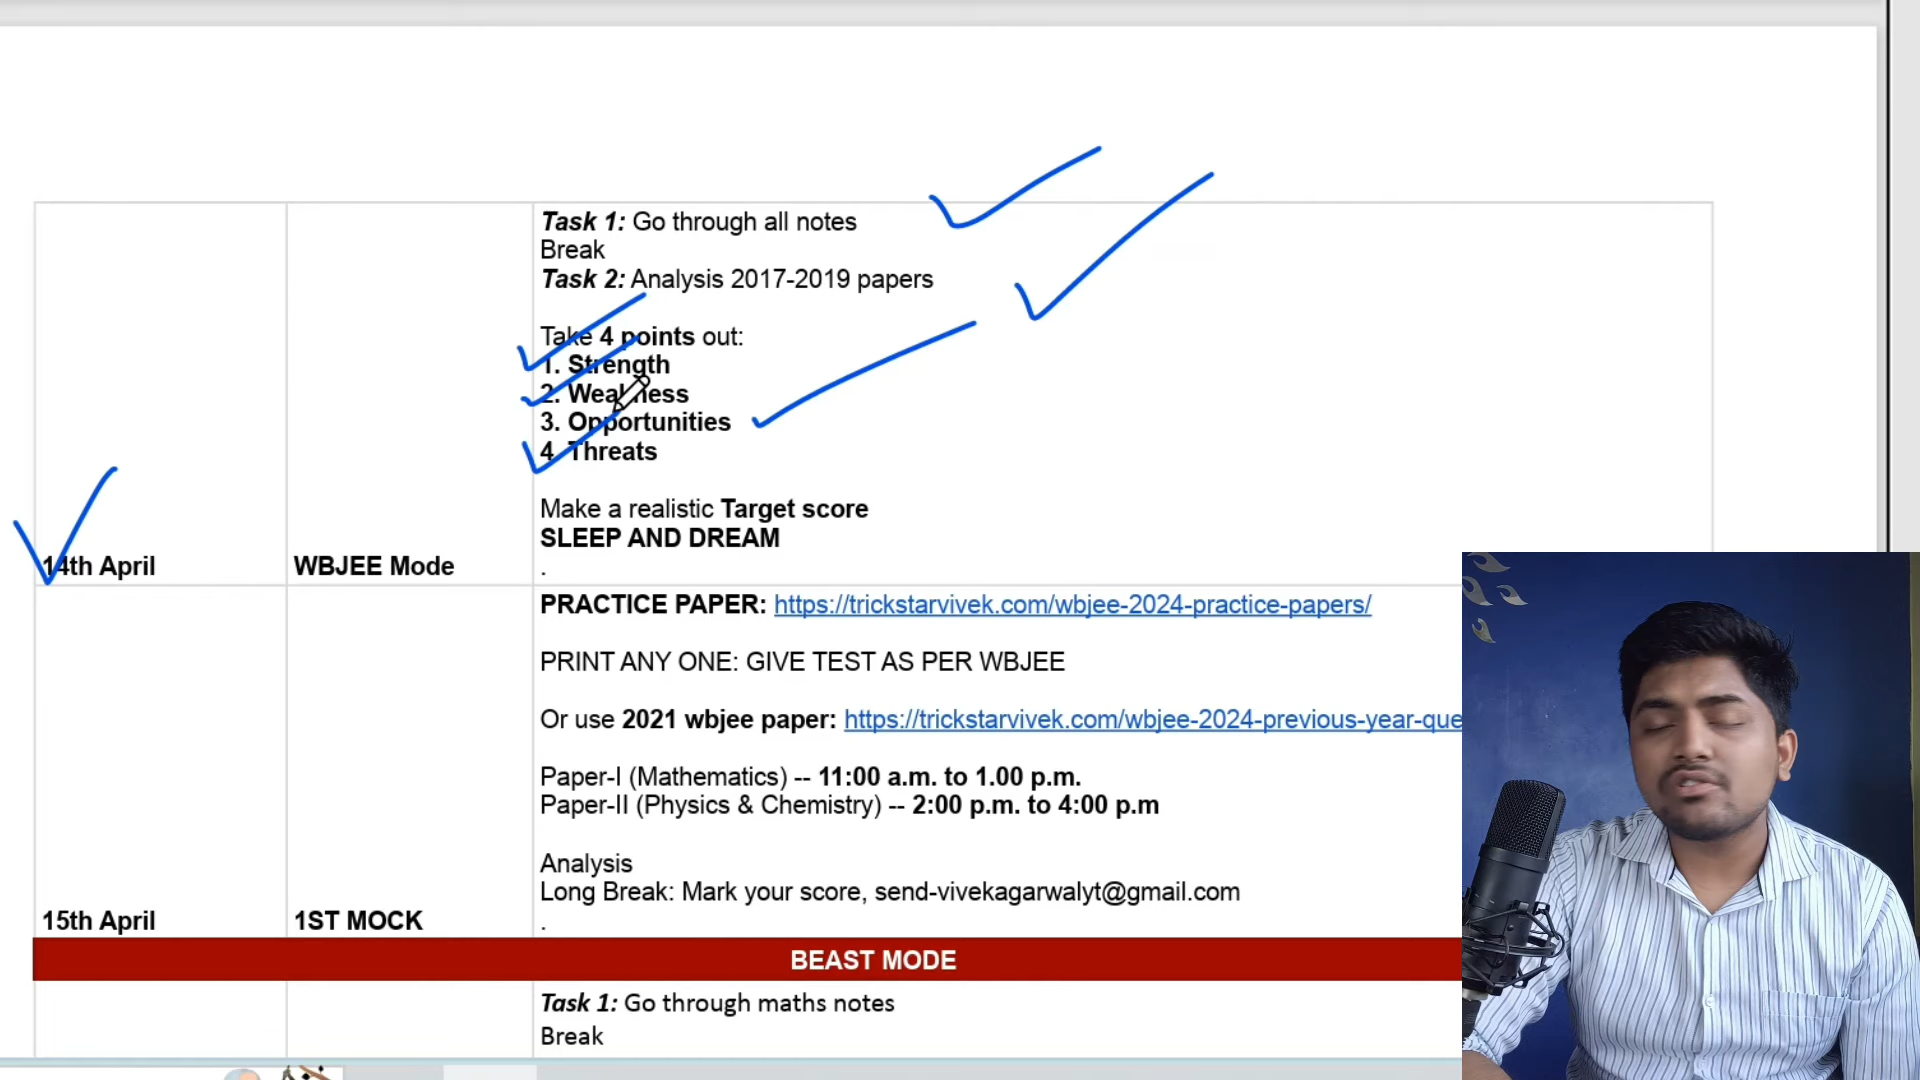 Task 1: Go through all notes
Break
Task 2: Analysis 2017-2019 papers
Take 4 points out:
1. Strength
2. Weakness
3. Opportunities
4. Threats
Make a realistic Target score
SLEEP AND DREAM
14th April WBJEE Mode .
PRACTICE PAPER: https://trickstarvivek.com/wbjee-2024-practice-papers/
PRINT ANY ONE: GIVE TEST AS PER WBJEE
Or use 2021 wbjee paper: https://trickstarvivek.com/wbjee-2024-previous-year-que
Paper-I (Mathematics) -- 11:00 a.m. to 1.00 p.m.
Paper-II (Physics & Chemistry) -- 2:00 p.m. to 4:00 p.m
Analysis
Long Break: Mark your score, send-vivekagarwalyt@gmail.com
15th April 1ST MOCK .
BEAST MODE
Task 1: Go through maths notes
Break